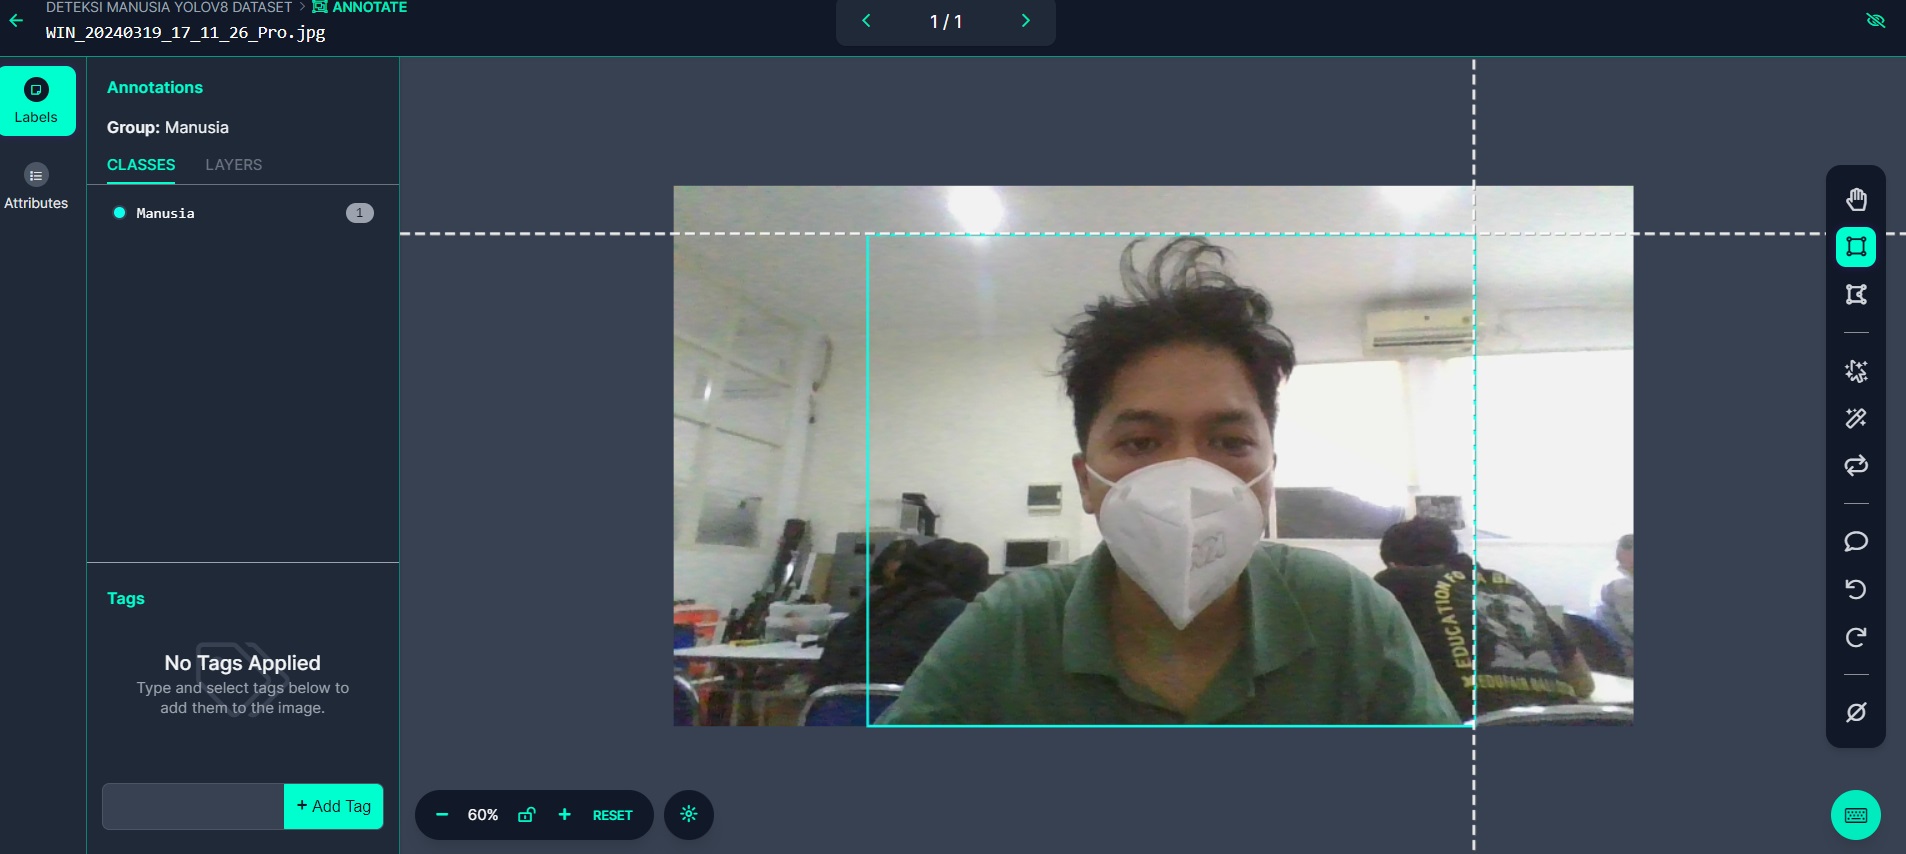 DETEKSI MANUSIA YOLOV8 DATASET > ANNOTATE
WIN_20240319_17_11_26_Pro.jpg
1 / 1
Labels
Attributes
Annotations
Group: Manusia
CLASSES LAYERS
Manusia 1
Tags
No Tags Applied
Type and select tags below to
add them to the image.
+ Add Tag
60% RESET
EDUCATION
EDUFAIR